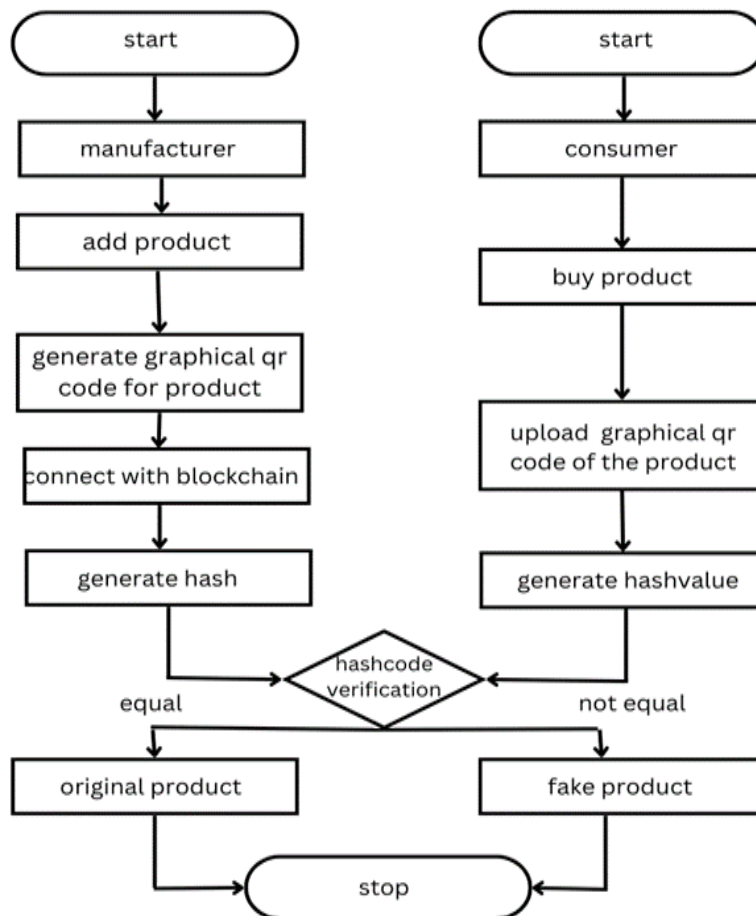 start
start
manufacturer
consumer
add product
buy product
generate graphical qr
code for product
upload graphical qr
code of the product
connect with blockchain
generate hash
generate hashvalue
hashcode
verification
equal
not equal
original product
fake product
stop